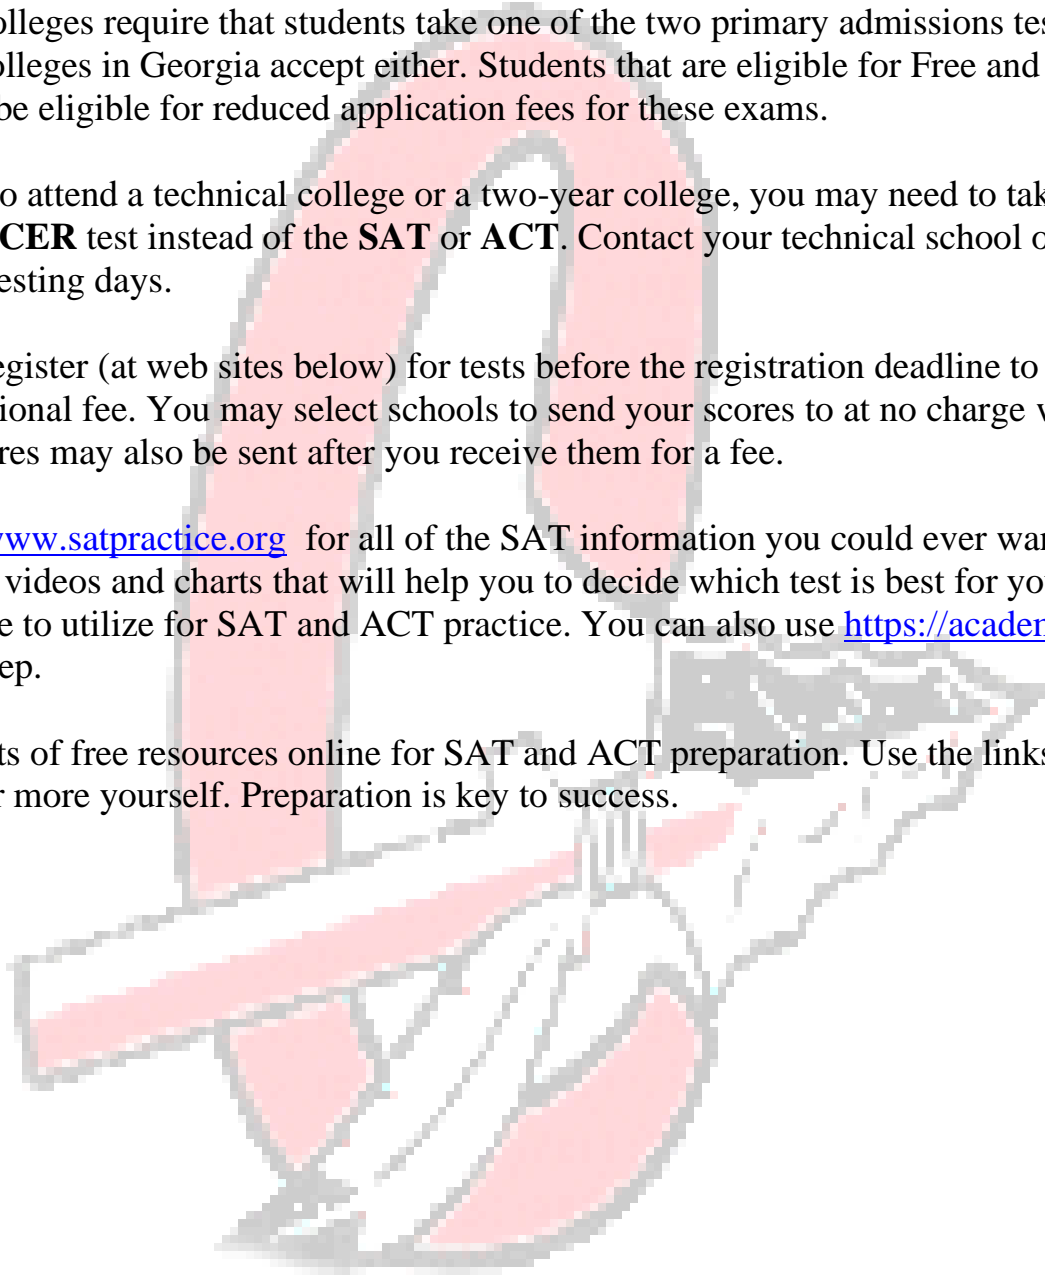 olleges require that students take one of the two primary admissions tes
olleges in Georgia accept either. Students that are eligible for Free and
be eligible for reduced application fees for these exams.
o attend a technical college or a two-year college, you may need to tak
CER test instead of the SAT or ACT. Contact your technical school o
esting days.
egister (at web sites below) for tests before the registration deadline to
ional fee. You may select schools to send your scores to at no charge v
res may also be sent after you receive them for a fee.
www.satpractice.org for all of the SAT information you could ever wan
videos and charts that will help you to decide which test is best for you
e to utilize for SAT and ACT practice. You can also use https://academ
ep.
ts of free resources online for SAT and ACT preparation. Use the links
r more yourself. Preparation is key to success.